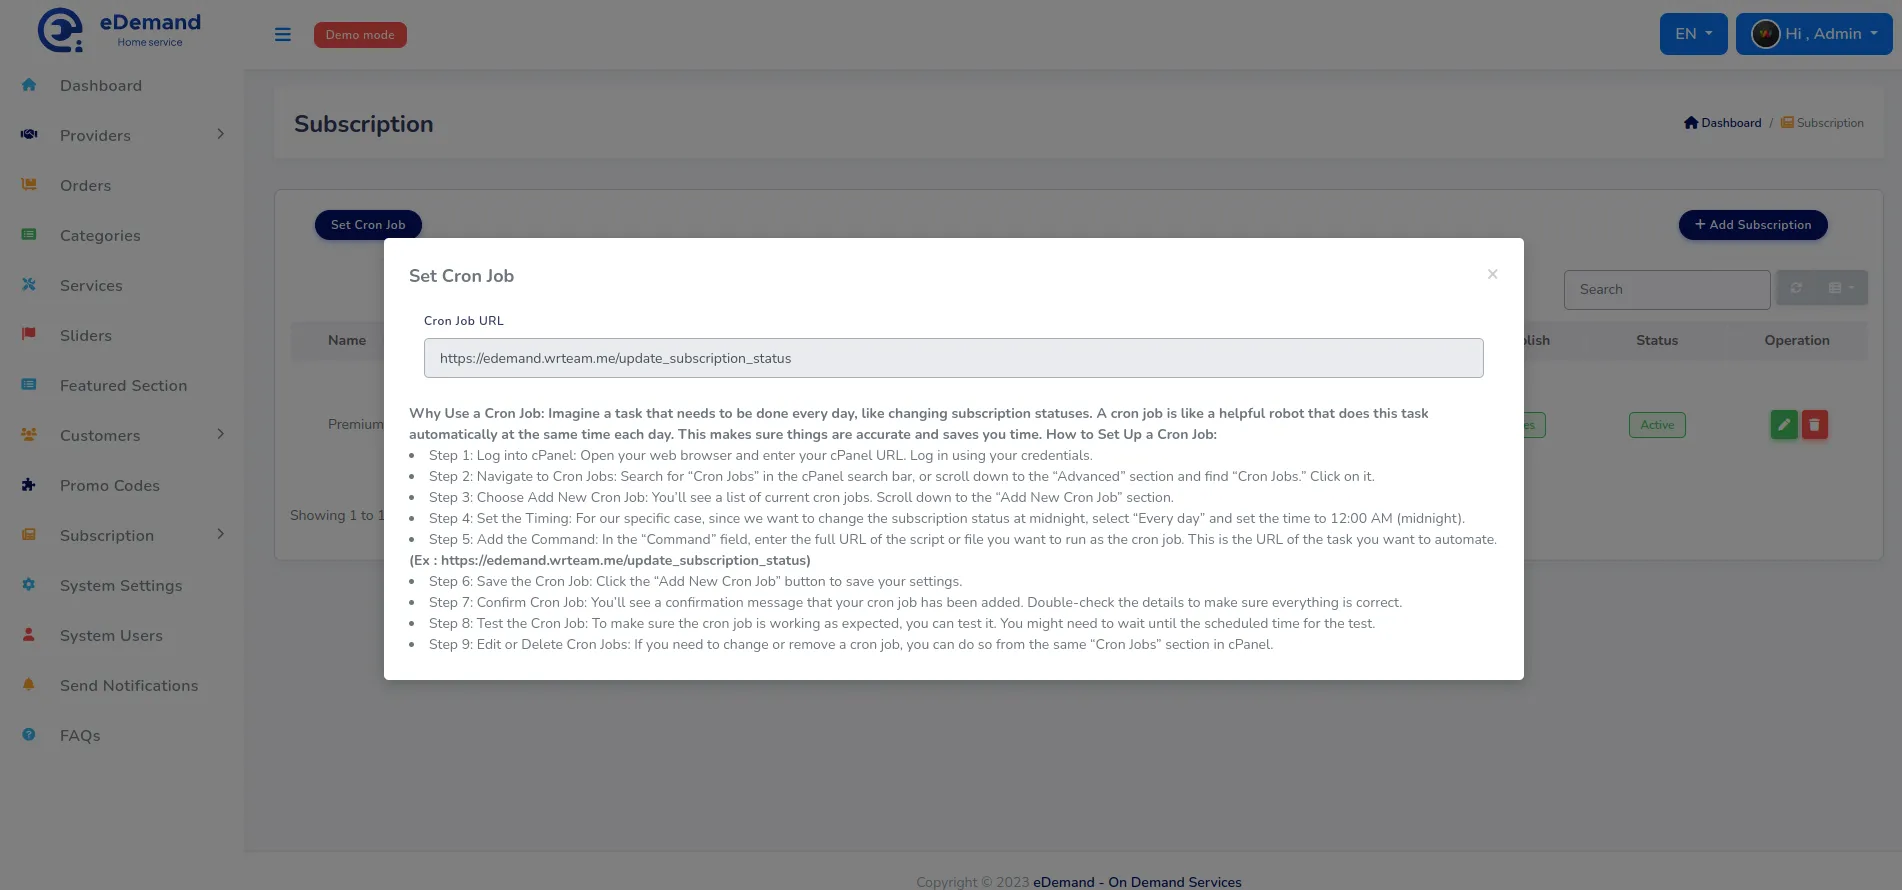 eDemand
Home service
Demo mode
EN
Hi , Admin
Dashboard
Providers
Orders
Categories
Services
Sliders
Featured Section
Customers
Promo Codes
Subscription
System Settings
System Users
Send Notifications
FAQs
Subscription
Dashboard / Subscription
Set Cron Job
+ Add Subscription
Search
Name
Status
Operation
Premium
Active
Showing 1 to 1
Set Cron Job
×
Cron Job URL
https://edemand.wrteam.me/update_subscription_status
Why Use a Cron Job: Imagine a task that needs to be done every day, like changing subscription statuses. A cron job is like a helpful robot that does this task
automatically at the same time each day. This makes sure things are accurate and saves you time. How to Set Up a Cron Job:
• Step 1: Log into cPanel: Open your web browser and enter your cPanel URL. Log in using your credentials.
• Step 2: Navigate to Cron Jobs: Search for “Cron Jobs” in the cPanel search bar, or scroll down to the “Advanced” section and find “Cron Jobs.” Click on it.
• Step 3: Choose Add New Cron Job: You’ll see a list of current cron jobs. Scroll down to the “Add New Cron Job” section.
• Step 4: Set the Timing: For our specific case, since we want to change the subscription status at midnight, select “Every day” and set the time to 12:00 AM (midnight).
• Step 5: Add the Command: In the “Command” field, enter the full URL of the script or file you want to run as the cron job. This is the URL of the task you want to automate.
(Ex : https://edemand.wrteam.me/update_subscription_status)
• Step 6: Save the Cron Job: Click the “Add New Cron Job” button to save your settings.
• Step 7: Confirm Cron Job: You’ll see a confirmation message that your cron job has been added. Double-check the details to make sure everything is correct.
• Step 8: Test the Cron Job: To make sure the cron job is working as expected, you can test it. You might need to wait until the scheduled time for the test.
• Step 9: Edit or Delete Cron Jobs: If you need to change or remove a cron job, you can do so from the same “Cron Jobs” section in cPanel.
Copyright © 2023 eDemand - On Demand Services